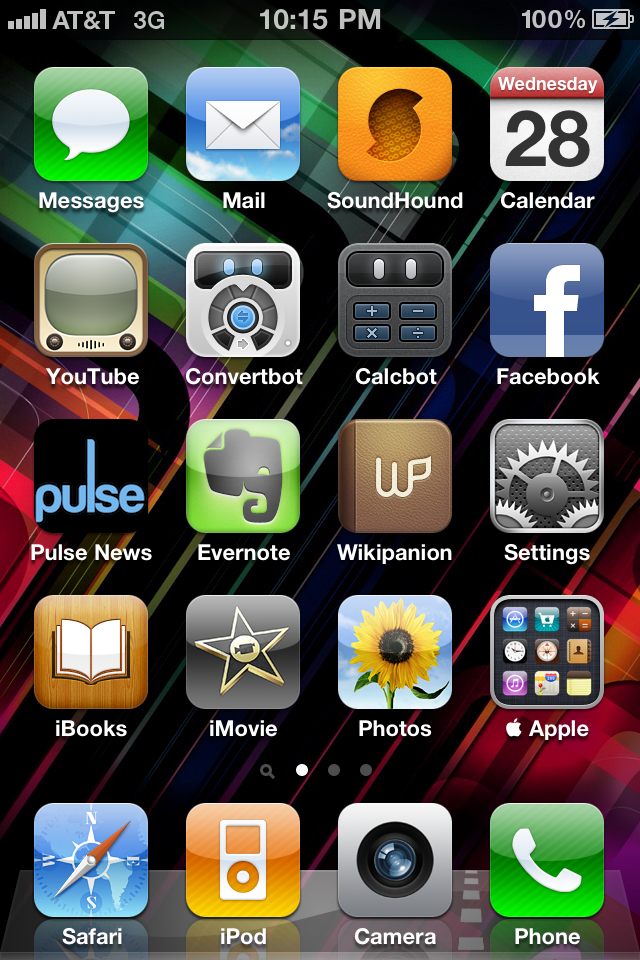 AT&T 3G 10:15 PM 100%
Wednesday
28
Messages Mail SoundHound Calendar
YouTube Convertbot Calcbot Facebook
pulse WP
Pulse News Evernote Wikipanion Settings
iBooks iMovie Photos Apple
N
W E
S
Safari iPod Camera Phone